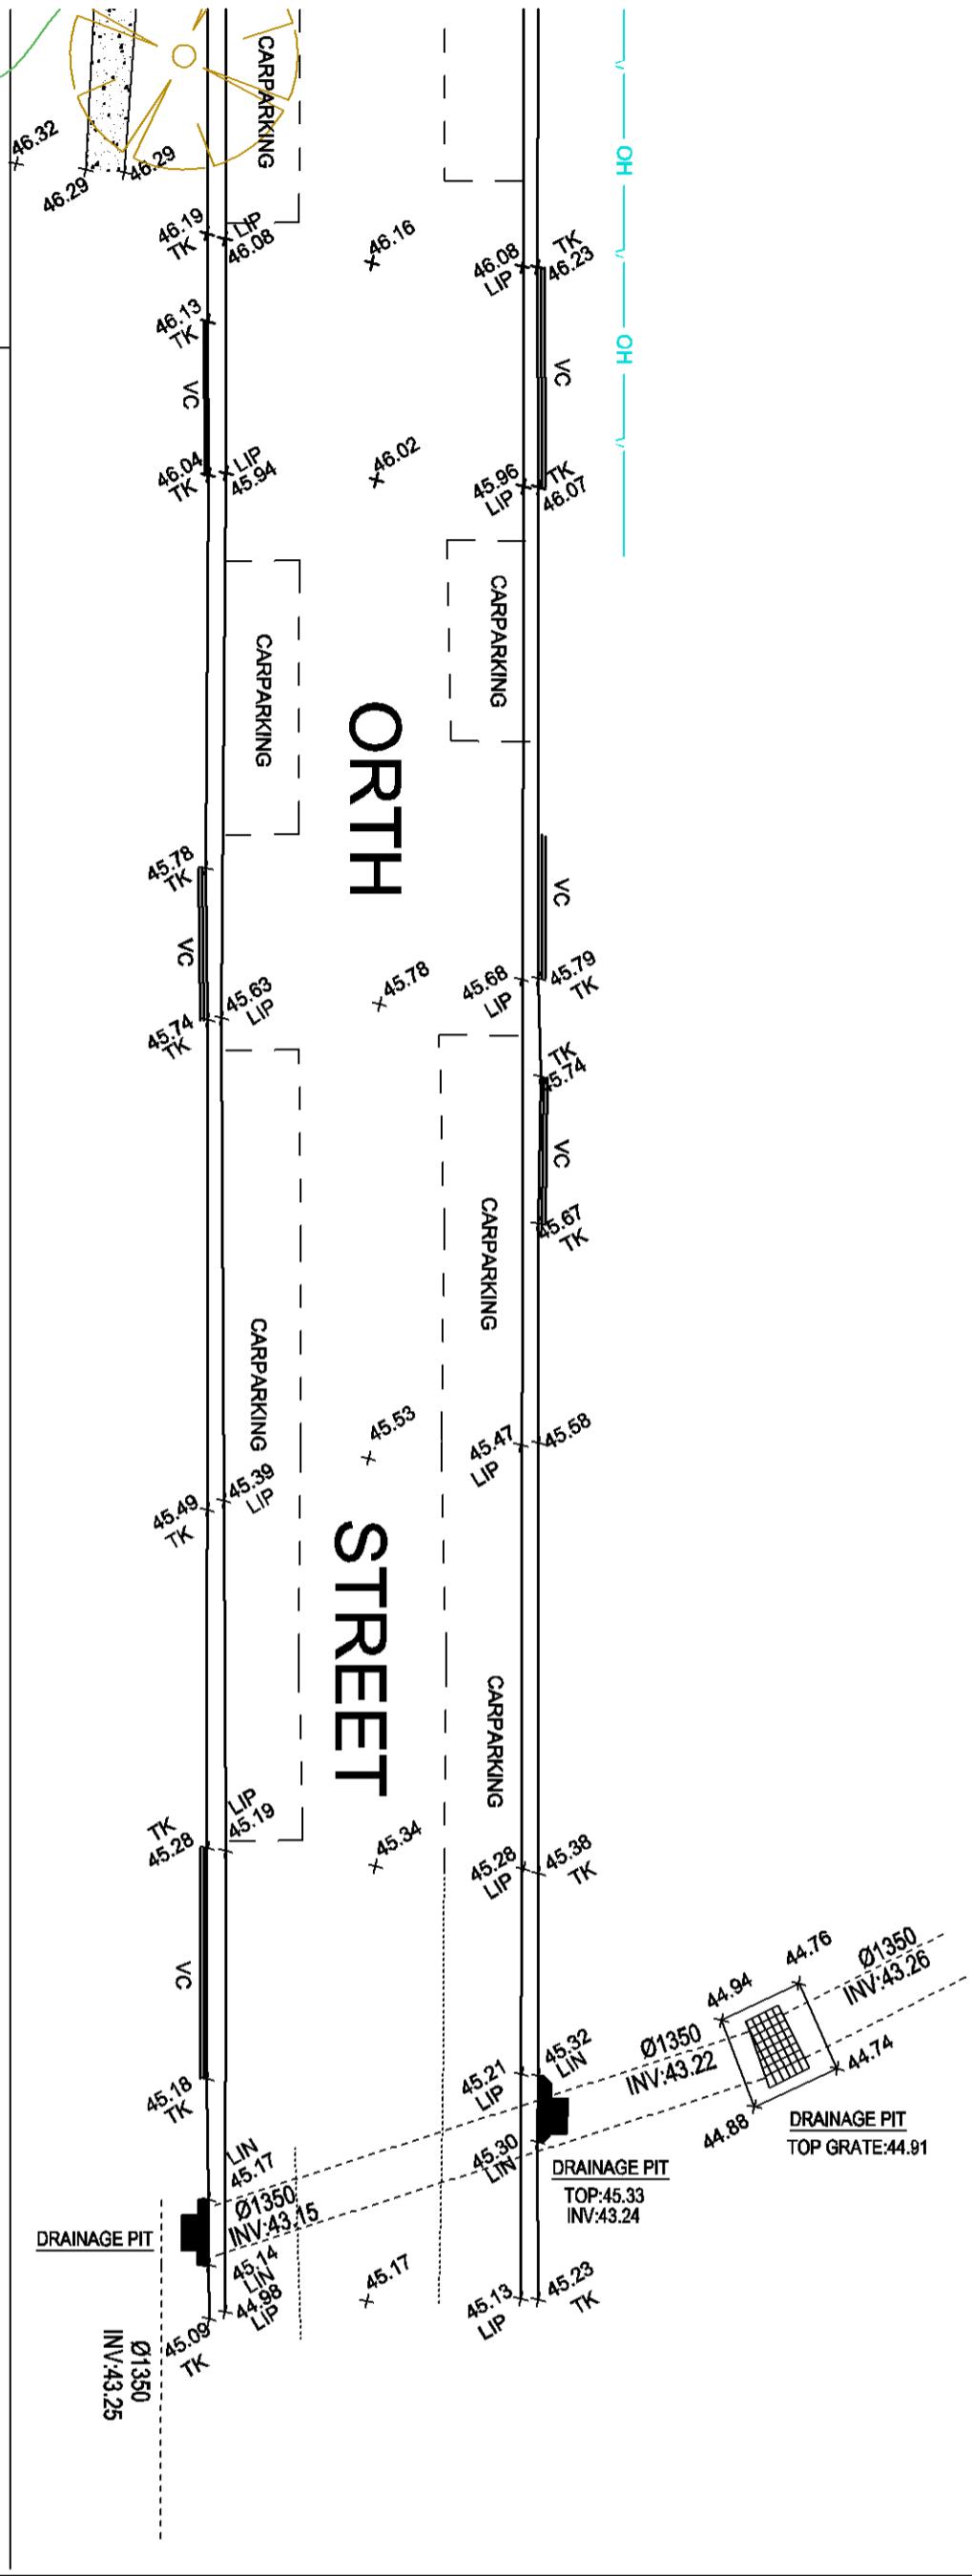 CARPARKING
OH
46.32
46.29
46.29
46.19
TK
LIP
46.08
46.16
46.08
LIP
TK
46.23
46.13
TK
VC
VC
OH
46.04
TK
LIP
45.94
46.02
45.96
LIP
TK
46.07
CARPARKING
CARPARKING
ORTH
45.78
TK
VC
VC
45.63
LIP
45.74
TK
45.78
45.68
LIP
45.79
TK
TK
45.74
VC
45.67
TK
CARPARKING
CARPARKING
45.53
45.47
LIP
45.58
45.39
LIP
45.49
TK
STREET
CARPARKING
TK
45.28
LIP
45.19
45.34
45.28
LIP
45.38
TK
VC
45.18
TK
44.94
44.76
Ø1350
INV:43.26
44.74
44.88
DRAINAGE PIT
TOP GRATE:44.91
Ø1350
INV:43.22
45.32
LIN
45.21
LIP
45.30
LIN
DRAINAGE PIT
TOP:45.33
INV:43.24
LIN
45.17
Ø1350
INV:43.15
DRAINAGE PIT
45.14
LIN
44.98
LIP
45.09
TK
45.17
45.13
LIP
45.23
TK
Ø1350
INV:43.25